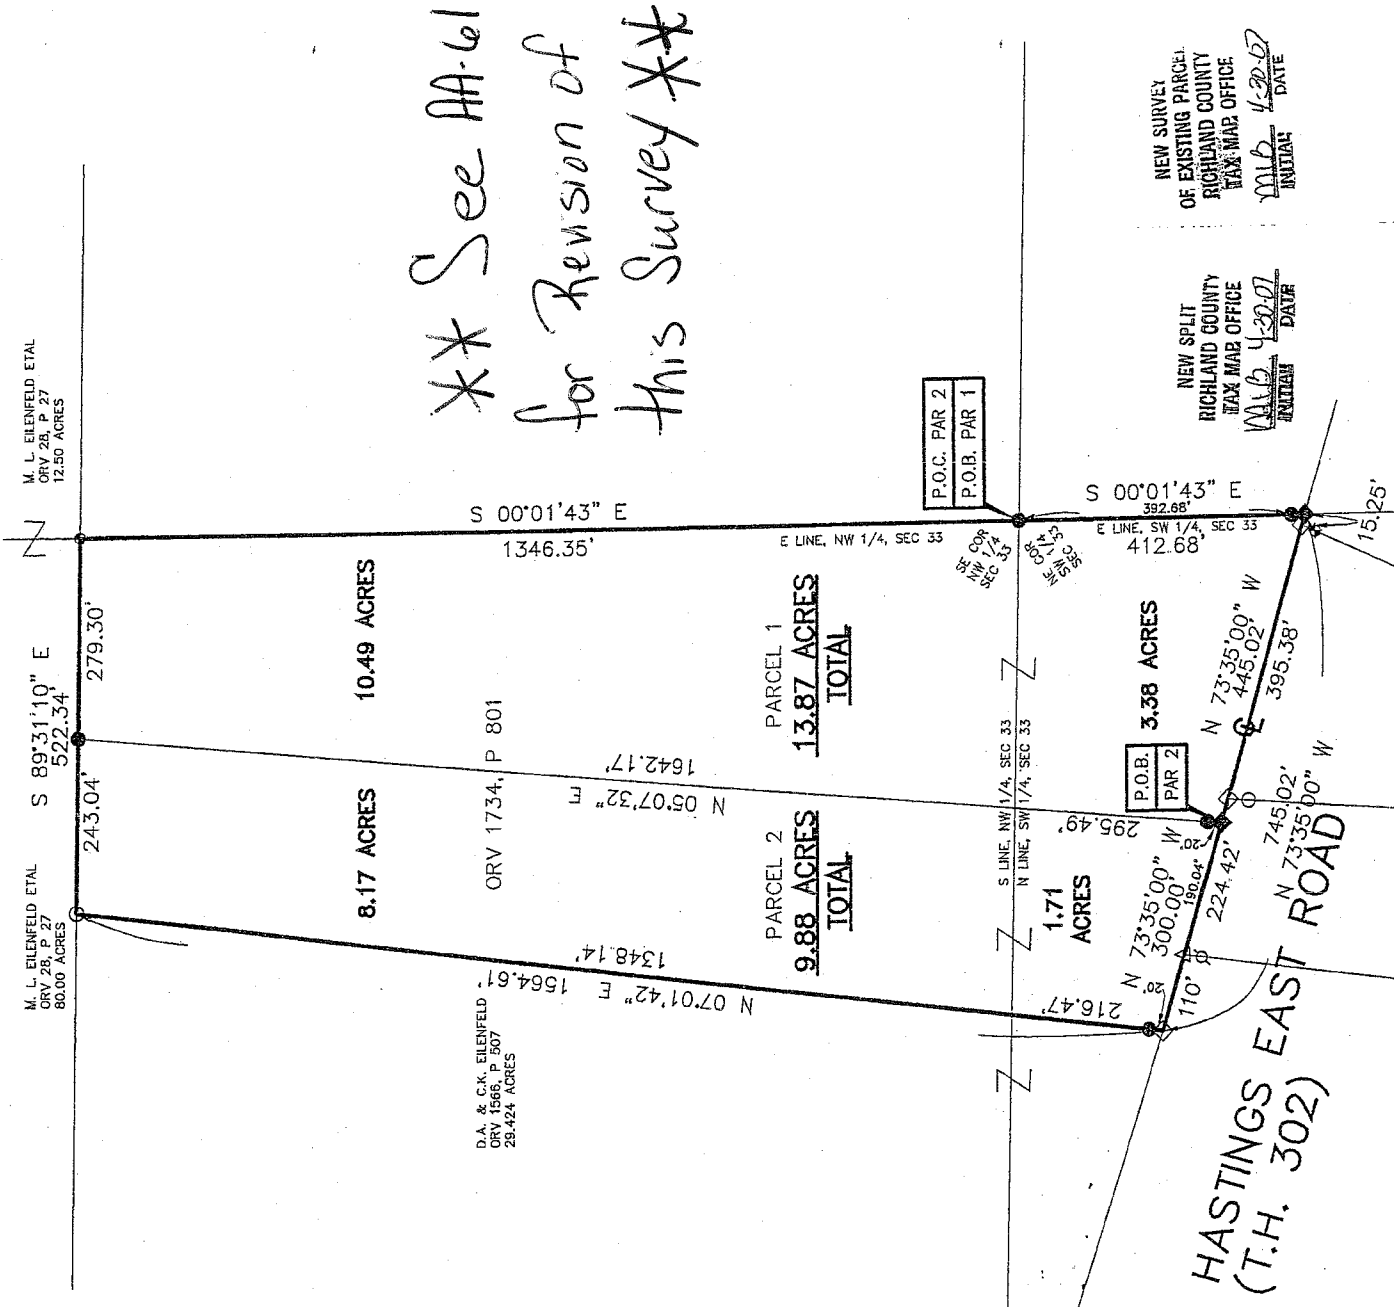 M. L. EILENFELD ETAL
ORV 28, P 27
12.50 ACRES
** See AA-61
for Revision of
this Survey **
NEW SURVEY
OF EXISTING PARCEL
RICHLAND COUNTY
TAX MAP OFFICE
MLB 4-30-07
INITIAL DATE
NEW SPLIT
RICHLAND COUNTY
TAX MAP OFFICE
MLB 4-30-07
INITIAL DATE
S 89°31'10" E
522.34'
243.04'
279.30'
M. L. EILENFELD ETAL
ORV 28, P 27
80.00 ACRES
S 00°01'43" E
1346.35'
E LINE, NW 1/4, SEC 33
P.O.C. PAR 2
P.O.B. PAR 1
SE COR
NW 1/4
SEC 33
NE COR
SW 1/4
SEC 33
S 00°01'43" E
392.68'
E LINE, SW 1/4, SEC 33
412.68'
15.25'
8.17 ACRES
10.49 ACRES
ORV 1734, P 801
PARCEL 1
13.87 ACRES
TOTAL
N 05°07'32" E
1642.17'
295.49'
PARCEL 2
9.88 ACRES
TOTAL
D.A. & C.K. EILENFELD
ORV 1566, P 507
29.424 ACRES
N 07°01'42" E
1564.61'
1348.14'
216.47'
S LINE, NW 1/4, SEC 33
N LINE, SW 1/4, SEC 33
1.71
ACRES
3.38 ACRES
P.O.B.
PAR 2
N 73°35'00" W
445.02'
395.38'
N 73°35'00" W
300.00'
190.04'
20'
20'
224.42'
110'
745.02'
N 73°35'00" W
HASTINGS EAST ROAD
(T.H. 302)